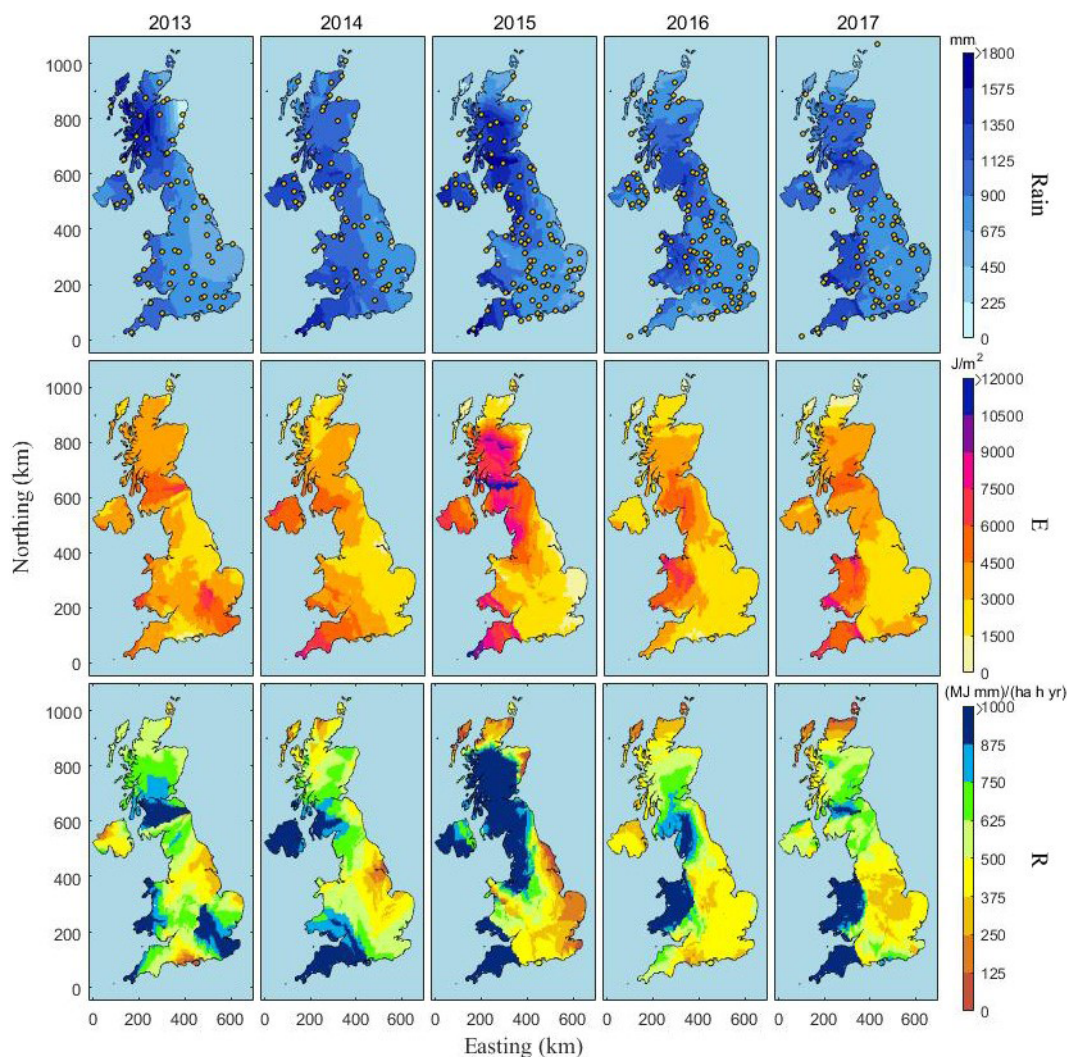 2013 2014 2015 2016 2017
mm
1000 1800
800 1575
600 1350
400 1125
200 900
0 675
450
225
0
Rain
J/m²
1000 12000
800 10500
600 9000
400 7500
200 6000
0 4500
3000
1500
0
E
Northing (km)
(MJ mm)/(ha h yr)
1000 1000
800 875
600 750
400 625
200 500
0 375
250
125
0
R
0 200 400 600 0 200 400 600 0 200 400 600 0 200 400 600 0 200 400 600
Easting (km)